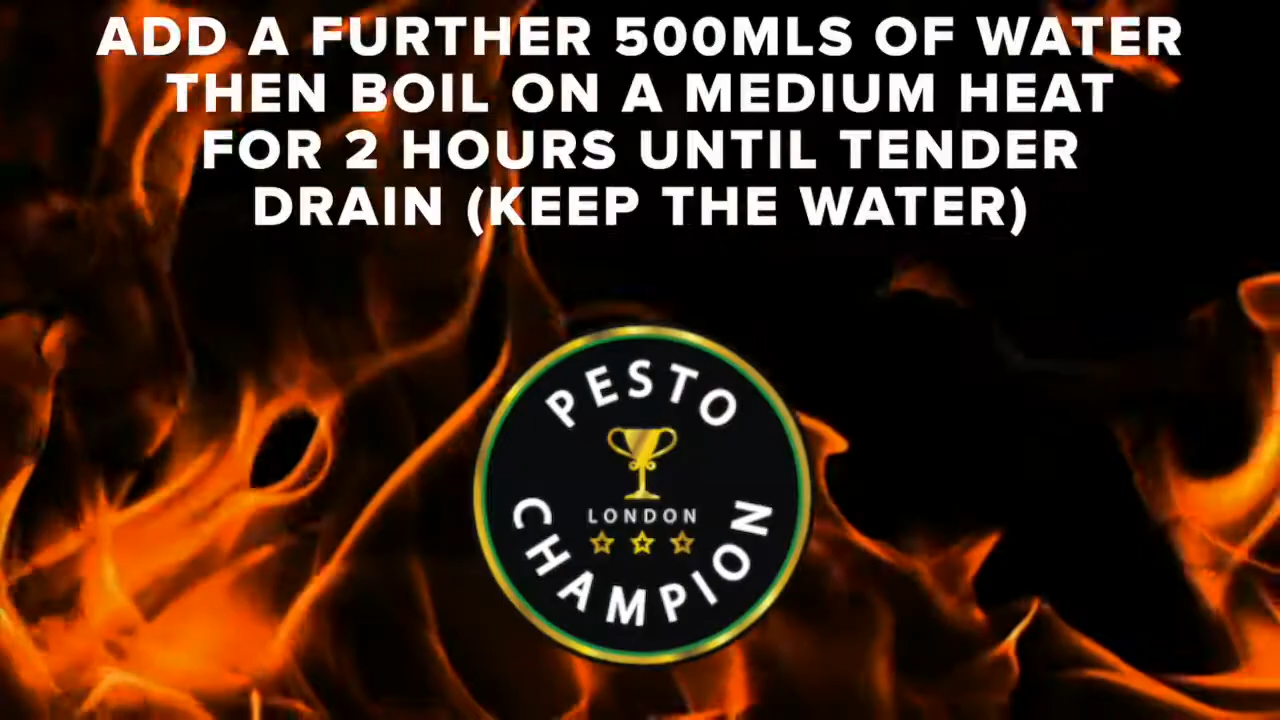 ADD A FURTHER 500MLS OF WATER
THEN BOIL ON A MEDIUM HEAT
FOR 2 HOURS UNTIL TENDER
DRAIN (KEEP THE WATER)
PESTO
LONDON
CHAMPION